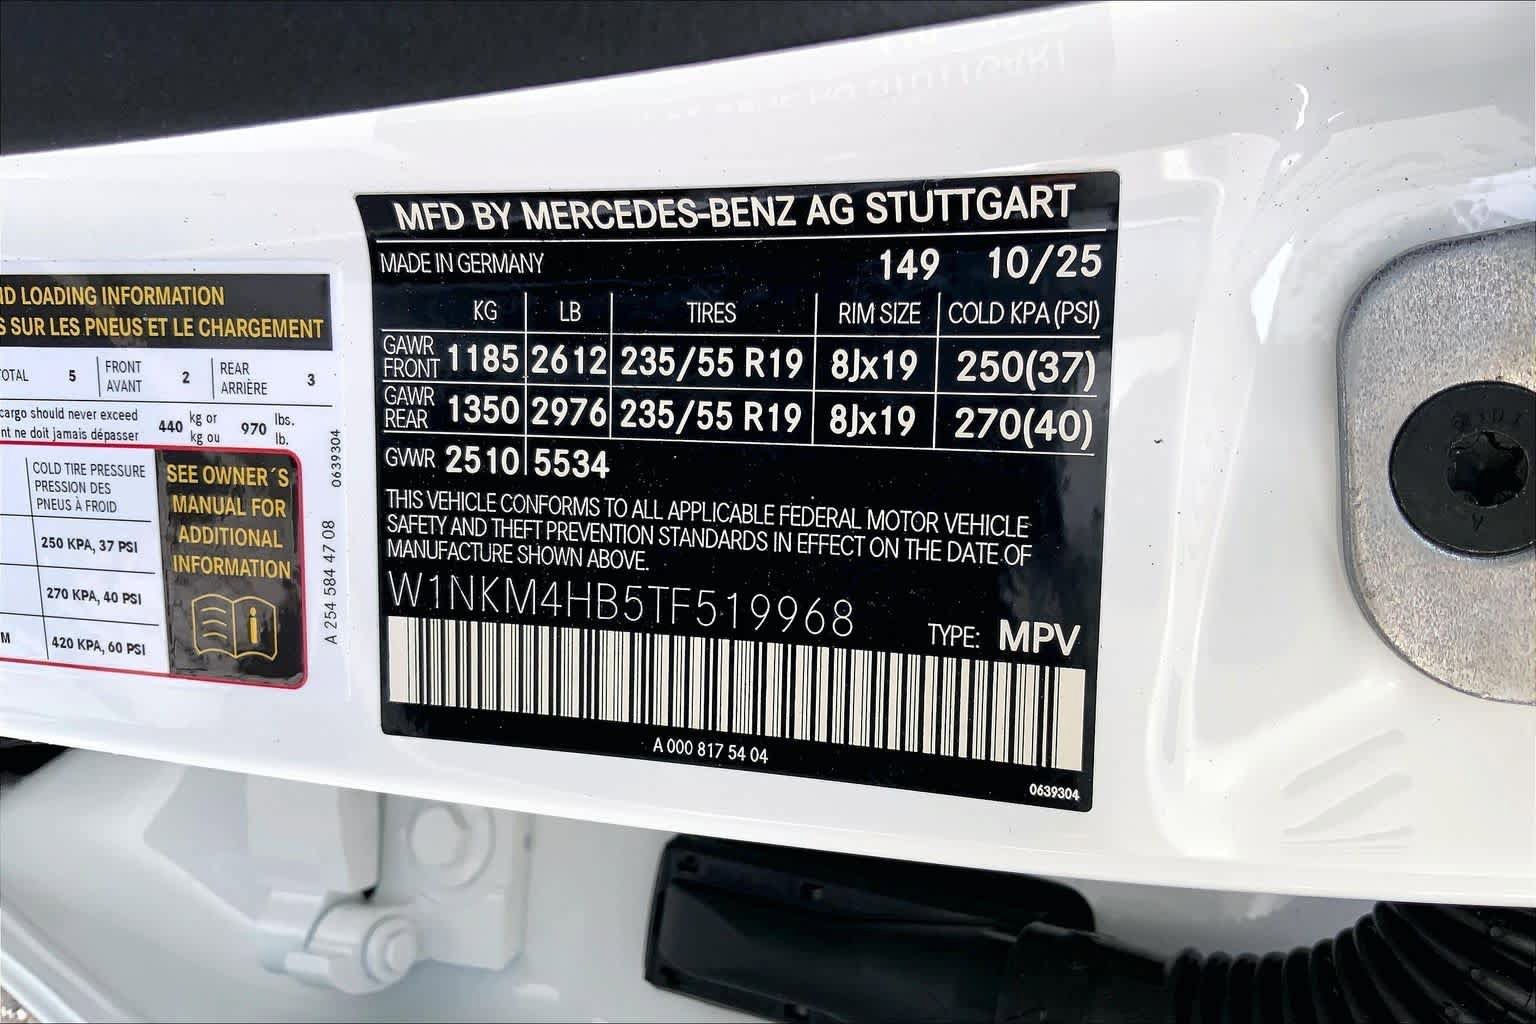 ND LOADING INFORMATION
S SUR LES PNEUS ET LE CHARGEMENT
OTAL 5 FRONT AVANT 2 REAR ARRIÈRE 3
cargo should never exceed 440 kg or 970 lbs.
nt ne doit jamais dépasser kg ou lb.
COLD TIRE PRESSURE
PRESSION DES
PNEUS À FROID
250 KPA, 37 PSI
270 KPA, 40 PSI
M 420 KPA, 60 PSI
SEE OWNER´S
MANUAL FOR
ADDITIONAL
INFORMATION
i
0639304
A 254 584 47 08
MFD BY MERCEDES-BENZ AG STUTTGART
MADE IN GERMANY 149 10/25
KG LB TIRES RIM SIZE COLD KPA (PSI)
GAWR FRONT 1185 2612 235/55 R19 8Jx19 250(37)
GAWR REAR 1350 2976 235/55 R19 8Jx19 270(40)
GVWR 2510 5534
THIS VEHICLE CONFORMS TO ALL APPLICABLE FEDERAL MOTOR VEHICLE
SAFETY AND THEFT PREVENTION STANDARDS IN EFFECT ON THE DATE OF
MANUFACTURE SHOWN ABOVE.
W1NKM4HB5TF519968
TYPE: MPV
A 000 817 54 04
0639304